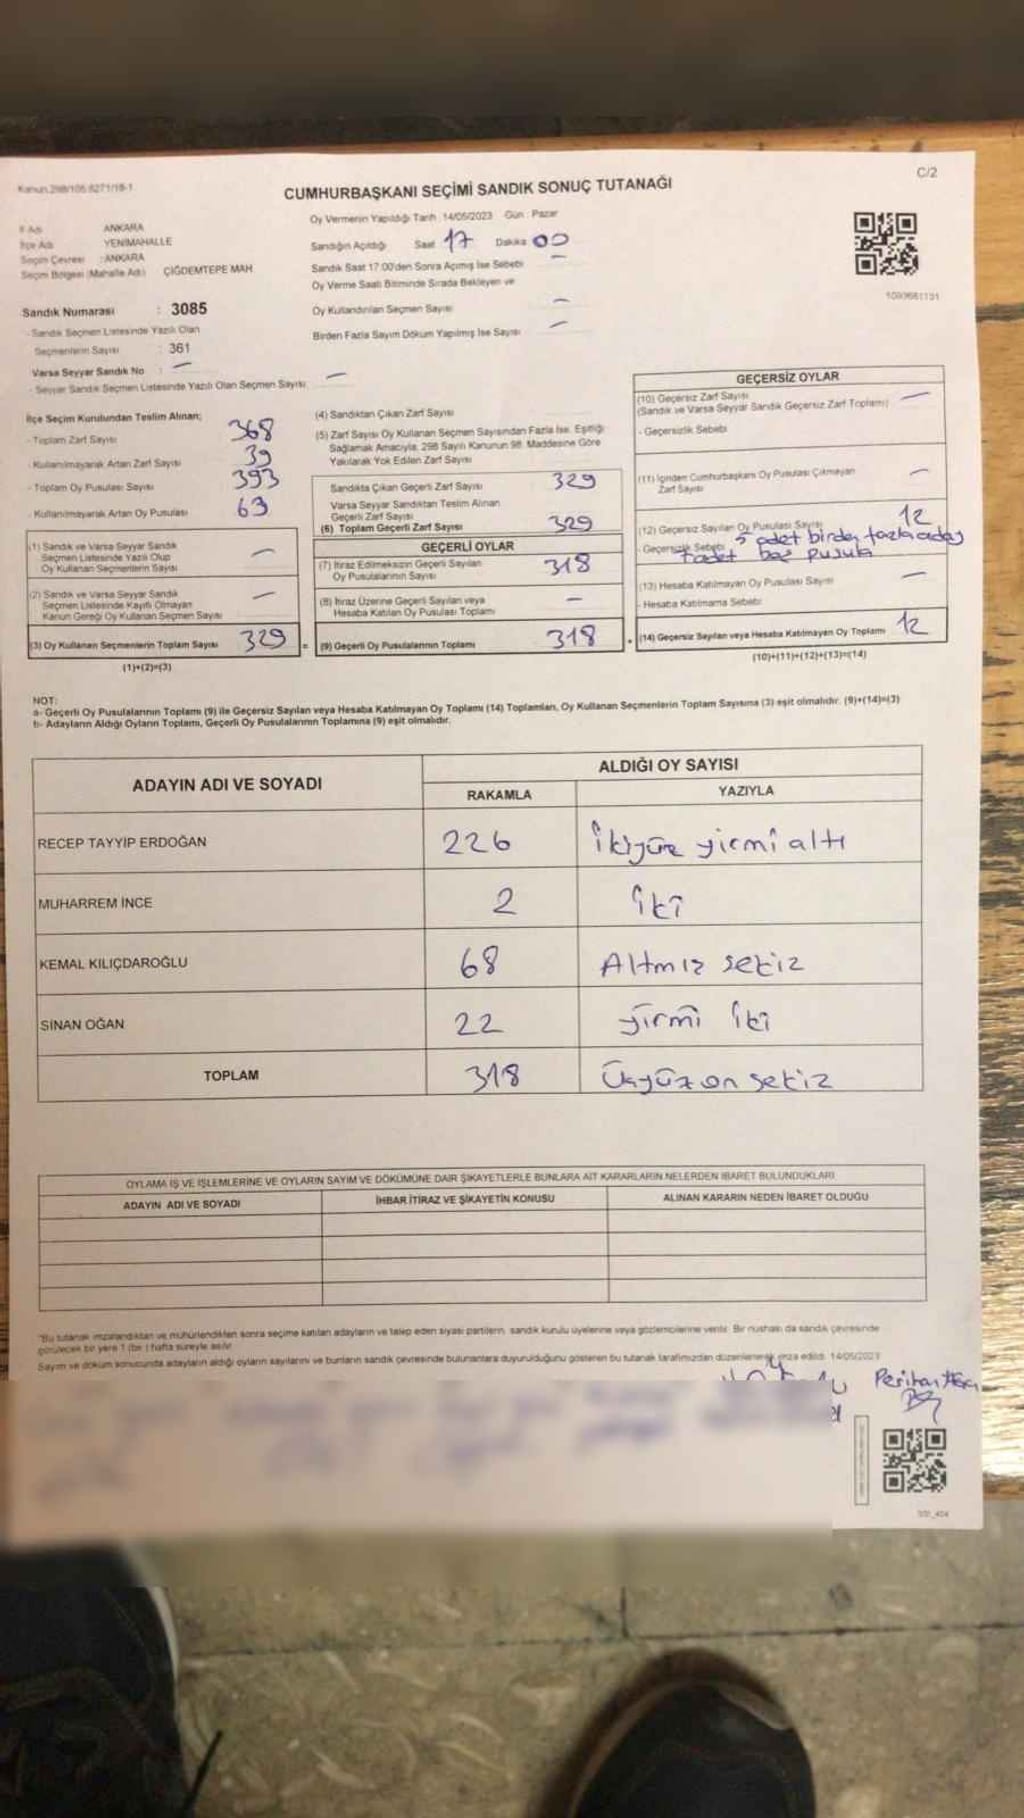 Kanun:298/105,6271/18-1
C/2
CUMHURBAŞKANI SEÇİMİ SANDIK SONUÇ TUTANAĞI
İl Adı ANKARA
İlçe Adı YENİMAHALLE
Seçim Çevresi : ANKARA
Seçim Bölgesi (Mahalle Adı) ÇİĞDEMTEPE MAH
Sandık Numarası : 3085
- Sandık Seçmen Listesinde Yazılı Olan
Seçmenlerin Sayısı : 361
Varsa Seyyar Sandık No : —
- Seyyar Sandık Seçmen Listesinde Yazılı Olan Seçmen Sayısı —
Oy Vermenin Yapıldığı Tarih 14/05/2023 Gün : Pazar
Sandığın Açıldığı Saat 17 Dakika 00
Sandık Saat 17.00'den Sonra Açımış İse Sebebi —
Oy Verme Saati Bitiminde Sırada Bekleyen ve
Oy Kullandırılan Seçmen Sayısı —
Birden Fazla Sayım Döküm Yapılmış İse Sayısı —
1093661131
İlçe Seçim Kurulundan Teslim Alınan;
- Toplam Zarf Sayısı 368
- Kullanılmayarak Artan Zarf Sayısı 39
- Toplam Oy Pusulası Sayısı 393
- Kullanılmayarak Artan Oy Pusulası 63
(1) Sandık ve Varsa Seyyar Sandık
Seçmen Listesinde Yazılı Olup
Oy Kullanan Seçmenlerin Sayısı —
(2) Sandık ve Varsa Seyyar Sandık
Seçmen Listesinde Kayıtlı Olmayan
Kanun Gereği Oy Kullanan Seçmen Sayısı —
(3) Oy Kullanan Seçmenlerin Toplam Sayısı 329
(1)+(2)=(3)
(4) Sandıktan Çıkan Zarf Sayısı
(5) Zarf Sayısı Oy Kullanan Seçmen Sayısından Fazla İse, Eşitliği
Sağlamak Amacıyla, 298 Sayılı Kanunun 98. Maddesine Göre
Yakılarak Yok Edilen Zarf Sayısı
Sandıkta Çıkan Geçerli Zarf Sayısı 329
Varsa Seyyar Sandıktan Teslim Alınan
Geçerli Zarf Sayısı
(6) Toplam Geçerli Zarf Sayısı 329
GEÇERLİ OYLAR
(7) İtiraz Edilmeksizin Geçerli Sayılan
Oy Pusulalarının Sayısı 318
(8) İtiraz Üzerine Geçerli Sayılan veya
Hesaba Katılan Oy Pusulası Toplamı —
= (9) Geçerli Oy Pusulalarının Toplamı 318
GEÇERSİZ OYLAR
(10) Geçersiz Zarf Sayısı
(Sandık ve Varsa Seyyar Sandık Geçersiz Zarf Toplamı) —
- Geçersizlik Sebebi
(11) İçinden Cumhurbaşkanı Oy Pusulası Çıkmayan
Zarf Sayısı —
(12) Geçersiz Sayılan Oy Pusulası Sayısı 12
- Geçersizlik Sebebi 5 adet birden fazla aday
7 adet boş pusula
(13) Hesaba Katılmayan Oy Pusulası Sayısı —
- Hesaba Katılmama Sebebi
+ (14) Geçersiz Sayılan veya Hesaba Katılmayan Oy Toplamı 12
(10)+(11)+(12)+(13)=(14)
NOT:
a- Geçerli Oy Pusulalarının Toplamı (9) ile Geçersiz Sayılan veya Hesaba Katılmayan Oy Toplamı (14) Toplamları, Oy Kullanan Seçmenlerin Toplam Sayısına (3) eşit olmalıdır. (9)+(14)=(3)
b- Adayların Aldığı Oyların Toplamı, Geçerli Oy Pusulalarının Toplamına (9) eşit olmalıdır.
ADAYIN ADI VE SOYADI
ALDIĞI OY SAYISI
RAKAMLA YAZIYLA
RECEP TAYYİP ERDOĞAN 226 İkiyüz yirmi altı
MUHARREM İNCE 2 iki
KEMAL KILIÇDAROĞLU 68 Altmız sekiz
SİNAN OĞAN 22 yirmi iki
TOPLAM 318 Üçyüz on sekiz
OYLAMA İŞ VE İŞLEMLERİNE VE OYLARIN SAYIM VE DÖKÜMÜNE DAİR ŞİKAYETLERLE BUNLARA AİT KARARLARIN NELERDEN İBARET BULUNDUKLARI
ADAYIN ADI VE SOYADI İHBAR İTİRAZ VE ŞİKAYETİN KONUSU ALINAN KARARIN NEDEN İBARET OLDUĞU
"Bu tutanak imzalandıktan ve mühürlendikten sonra seçime katılan adayların ve talep eden siyasi partilerin, sandık kurulu üyelerine veya gözlemcilerine verilir. Bir nüshası da sandık çevresinde
görülecek bir yere 1 (bir) hafta süreyle asılır.
Sayım ve döküm sonucunda adayların aldığı oyların sayılarını ve bunların sandık çevresinde bulunanlara duyurulduğunu gösteren bu tutanak tarafımızdan düzenlenerek imza edildi. 14/05/2023
Perihan